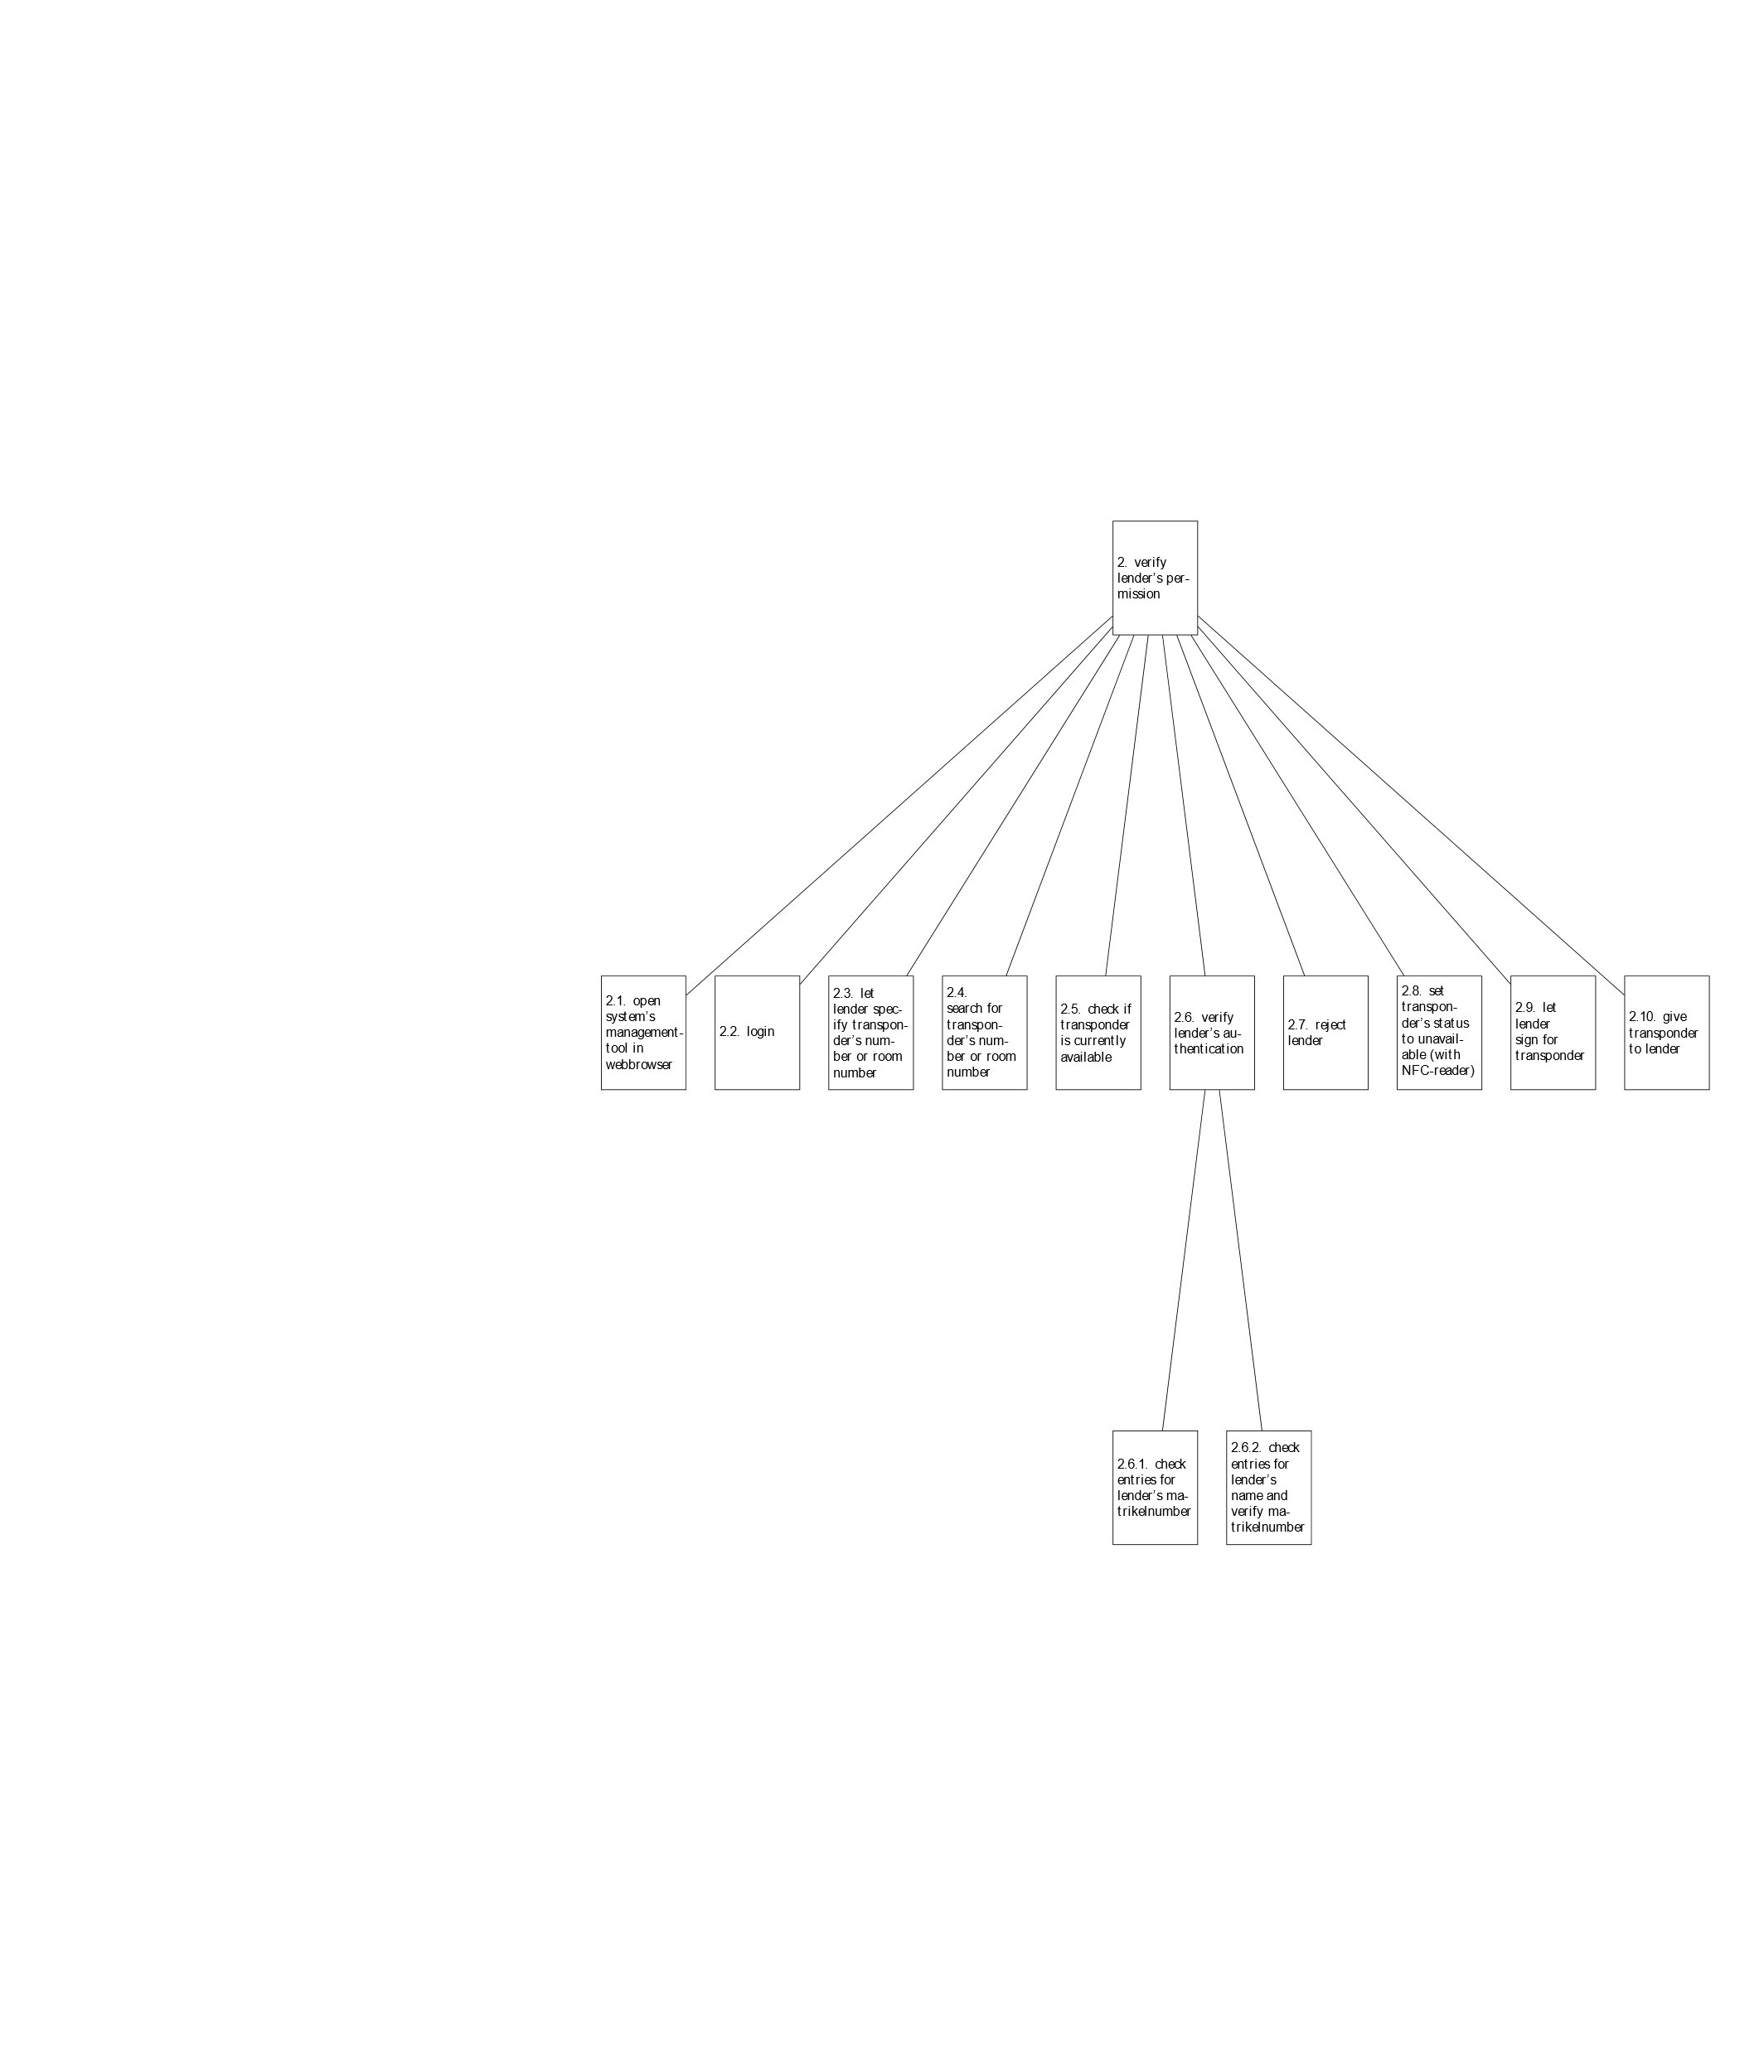 2. verify
lender's per-
mission
2.1. open
system's
management-
tool in
webbrowser
2.2. login
2.3. let
lender spec-
ify transpon-
der's num-
ber or room
number
2.4.
search for
transpon-
der's num-
ber or room
number
2.5. check if
transponder
is currently
available
2.6. verify
lender's au-
thentication
2.7. reject
lender
2.8. set
transpon-
der's status
to unavail-
able (with
NFC-reader)
2.9. let
lender
sign for
transponder
2.10. give
transponder
to lender
2.6.1. check
entries for
lender's ma-
trikelnumber
2.6.2. check
entries for
lender's
name and
verify ma-
trikelnumber